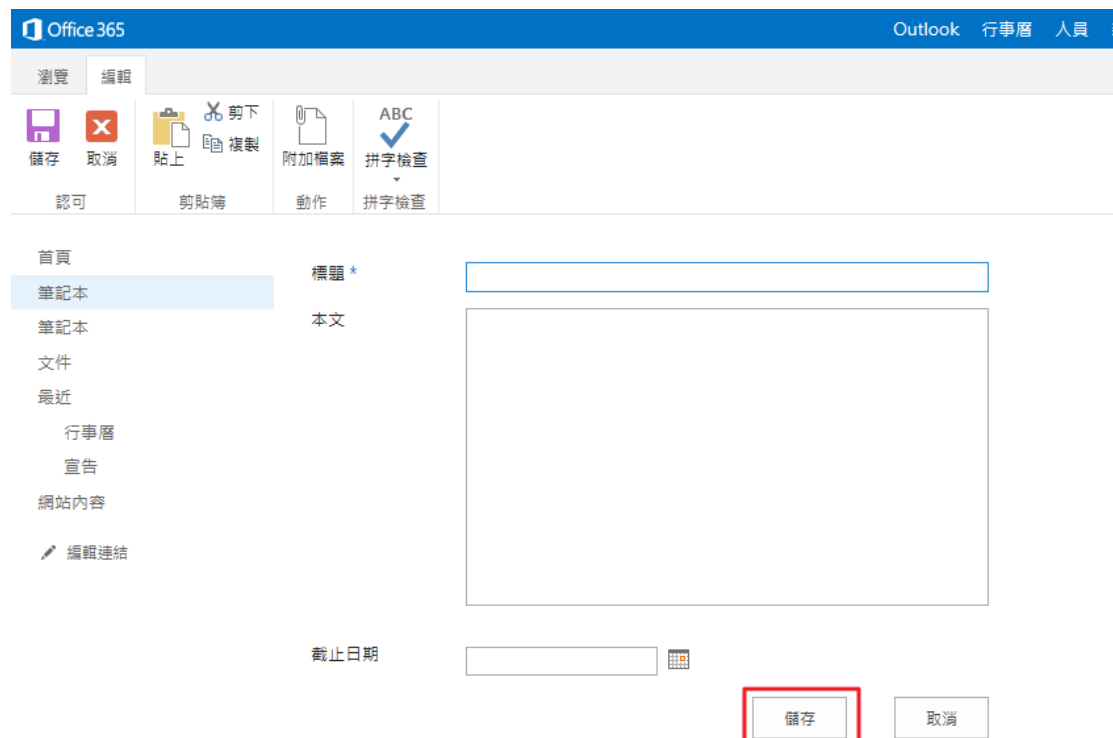 Office 365 Outlook 行事曆 人員
瀏覽 編輯
儲存 取消 貼上 剪下 複製 附加檔案 ABC 拼字檢查
認可 剪貼簿 動作 拼字檢查
首頁
筆記本
筆記本
文件
最近
行事曆
宣告
網站內容
編輯連結
標題 *
本文
截止日期
儲存 取消